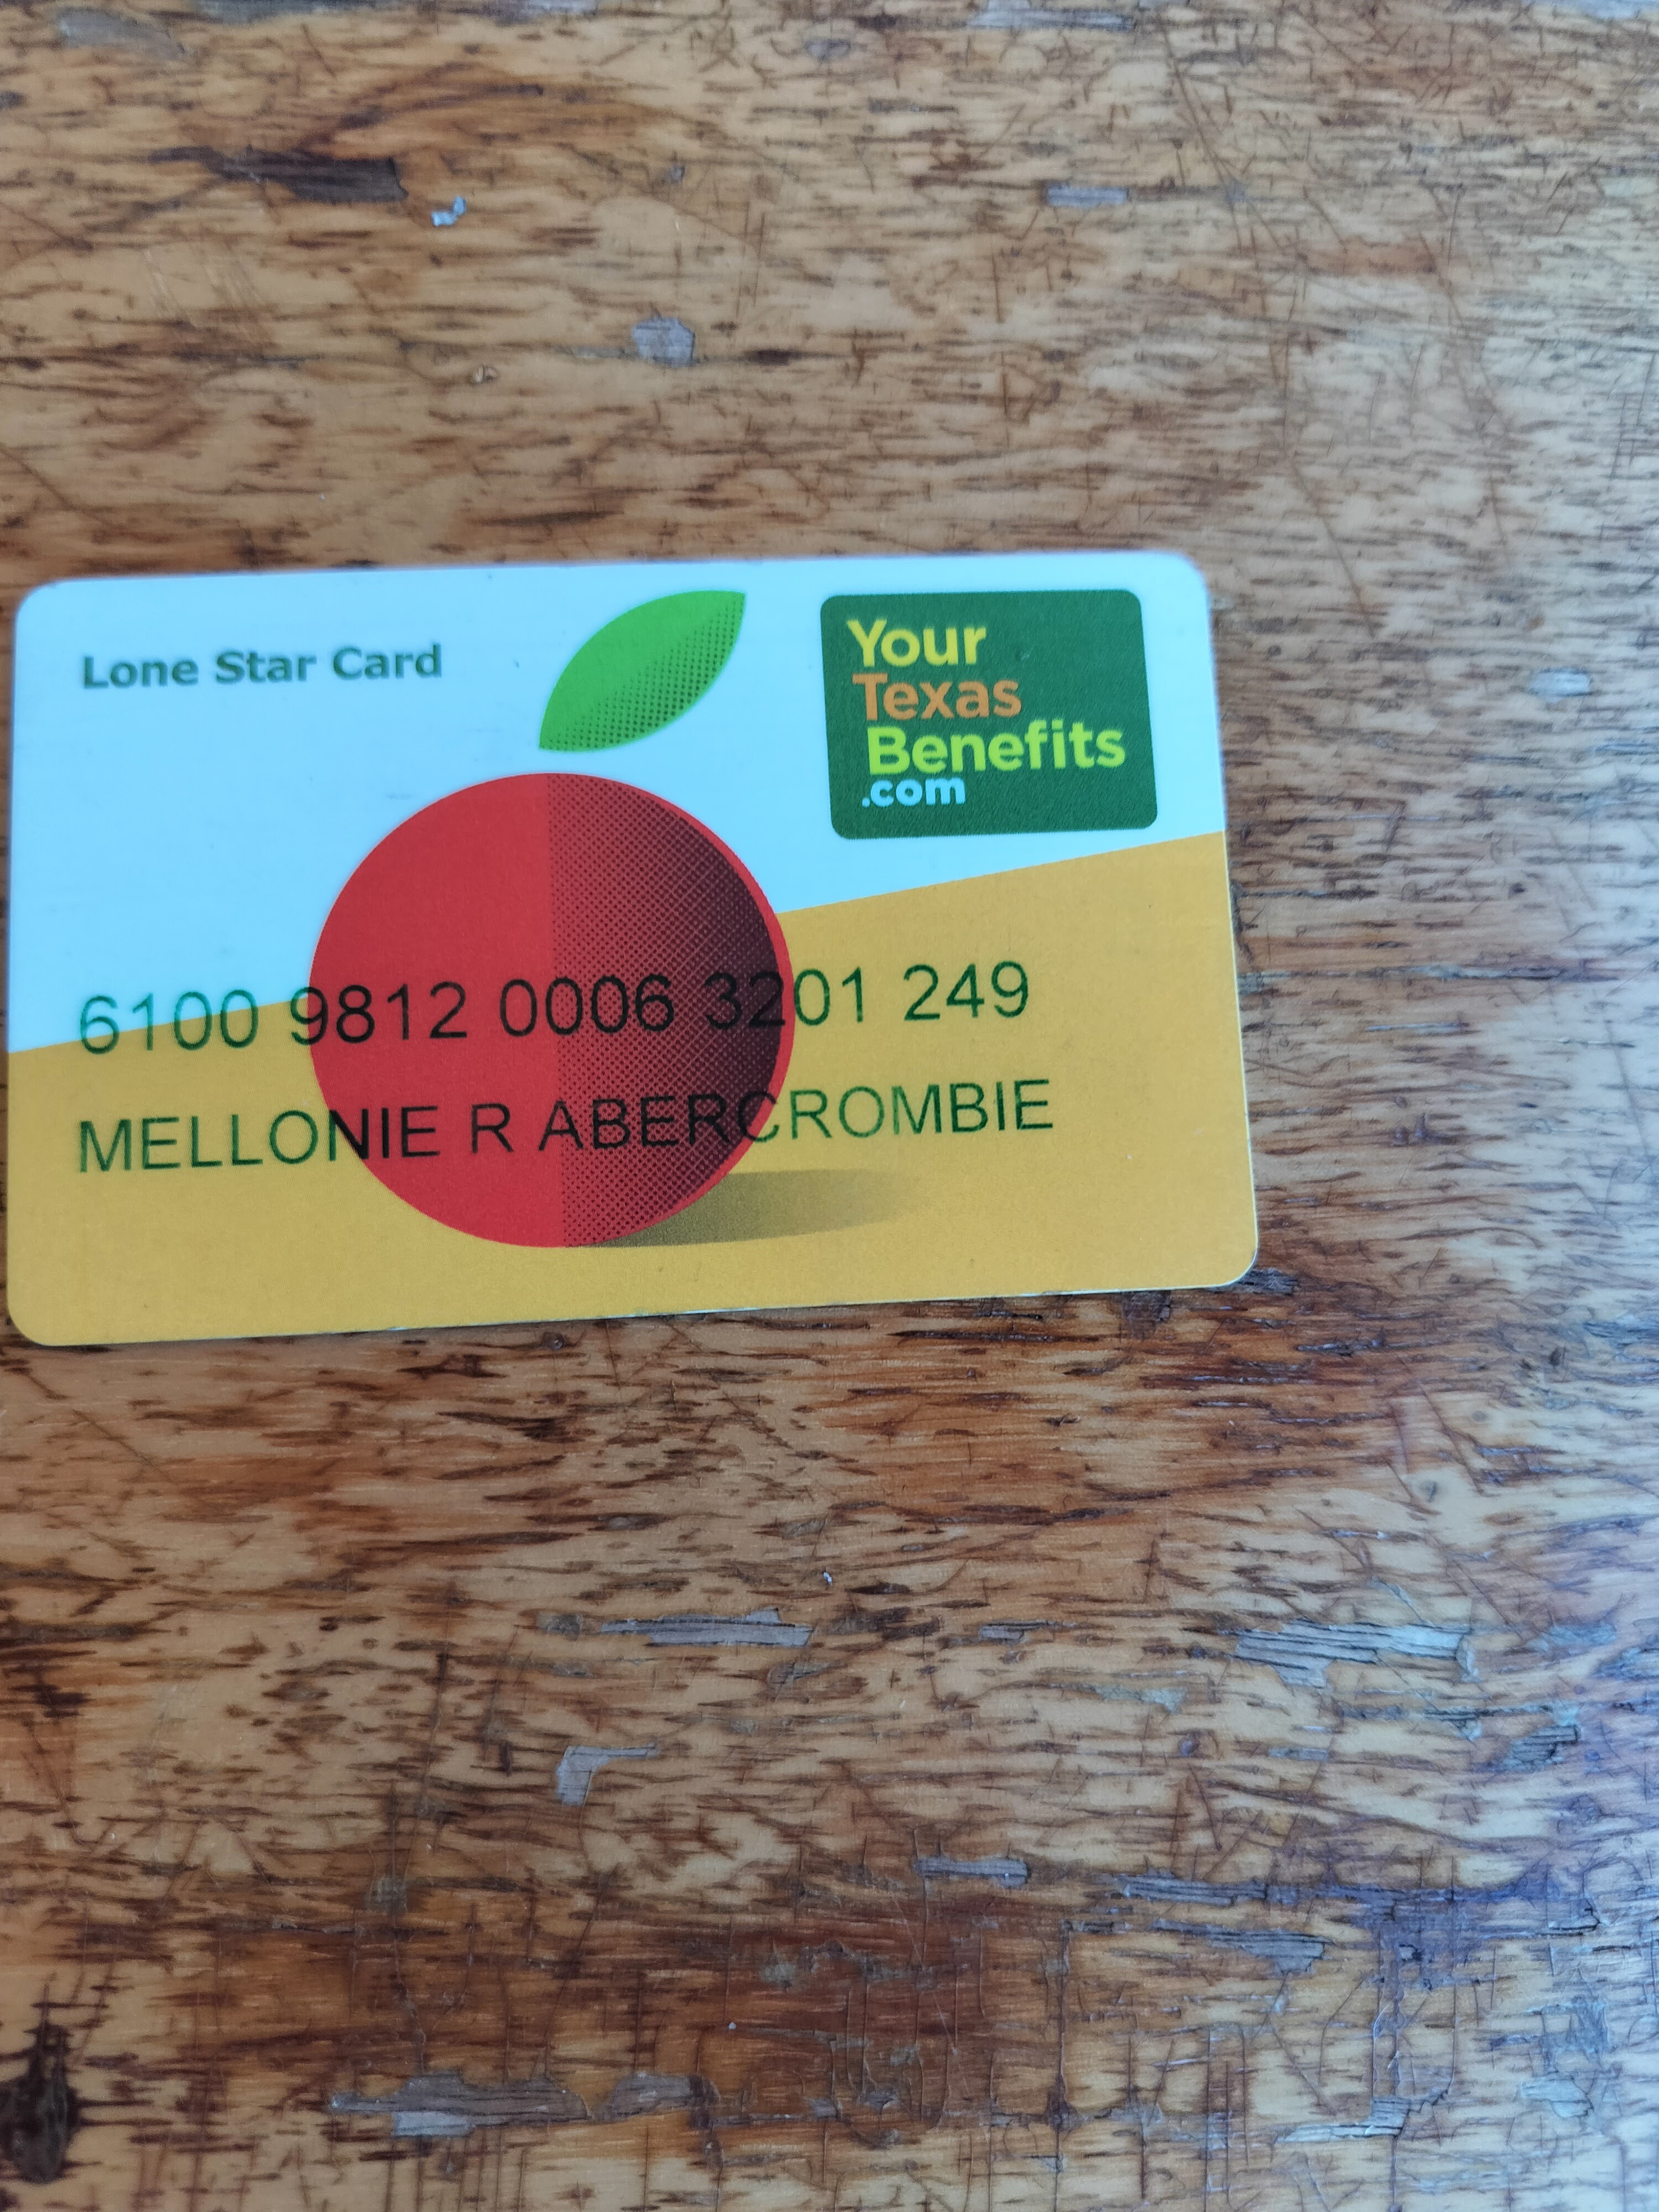 Lone Star Card
Your
Texas
Benefits
.com
6100 9812 0006 3201 249
MELLONIE R ABERCROMBIE